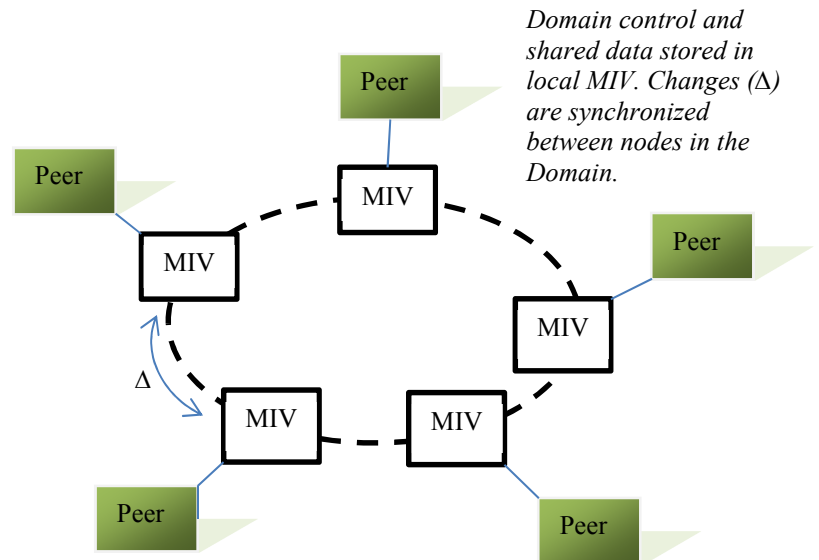 Domain control and
shared data stored in
local MIV. Changes (Δ)
are synchronized
between nodes in the
Domain.
Peer
Peer
MIV
MIV
Peer
MIV
Δ
MIV
MIV
Peer
Peer